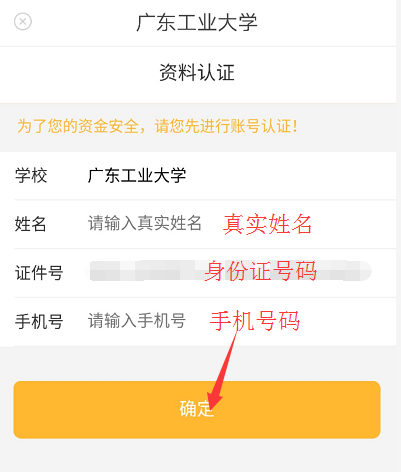 广东工业大学
资料认证
为了您的资金安全，请您先进行账号认证！
学校 广东工业大学
姓名 请输入真实姓名 真实姓名
证件号 身份证号码
手机号 请输入手机号 手机号码
确定